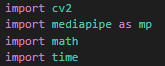 import cv2
import mediapipe as mp
import math
import time